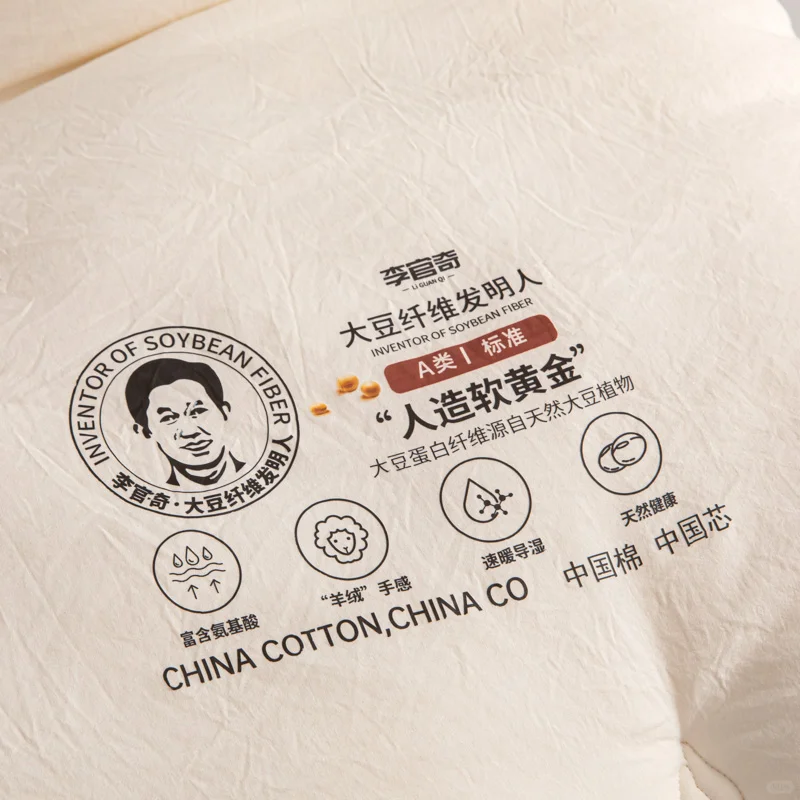 李官奇
LI GUAN QI
大豆纤维发明人
INVENTOR OF SOYBEAN FIBER
A类 | 标准
“人造软黄金”
大豆蛋白纤维源自天然大豆植物
INVENTOR OF SOYBEAN FIBER
李官奇·大豆纤维发明人
富含氨基酸
“羊绒”手感
速暖导湿
天然健康
CHINA COTTON,CHINA CO
中国棉 中国芯